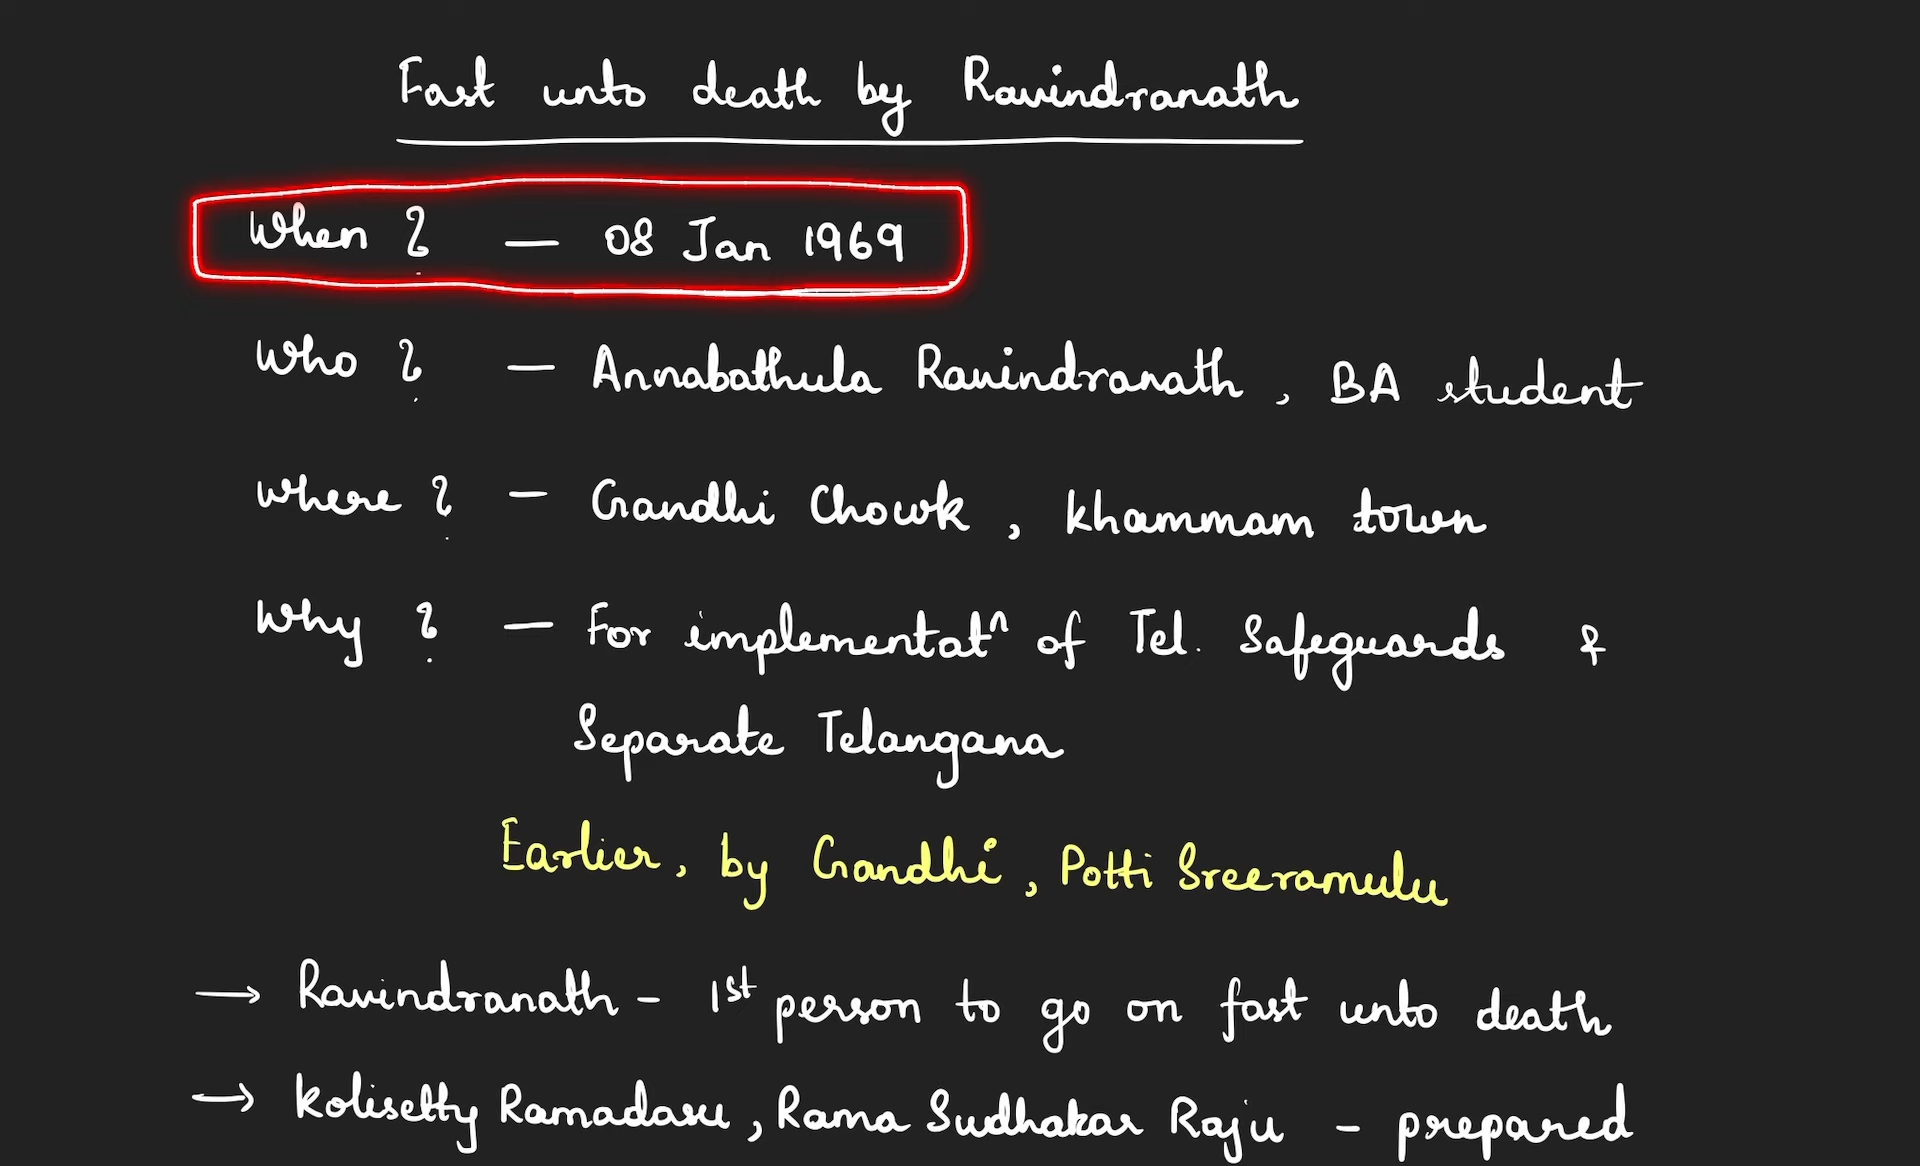 Fast unto death by Ravindranath
When ? — 08 Jan 1969
Who ? — Annabathula Ravindranath, BA student
Where ? — Gandhi Chowk, Khammam town
Why ? — For implementatⁿ of Tel. Safeguards &
Separate Telangana
Earlier, by Gandhi, Potti Sreeramulu
→ Ravindranath - 1st person to go on fast unto death
→ Kolisetty Ramadasu, Rama Sudhakar Raju - prepared